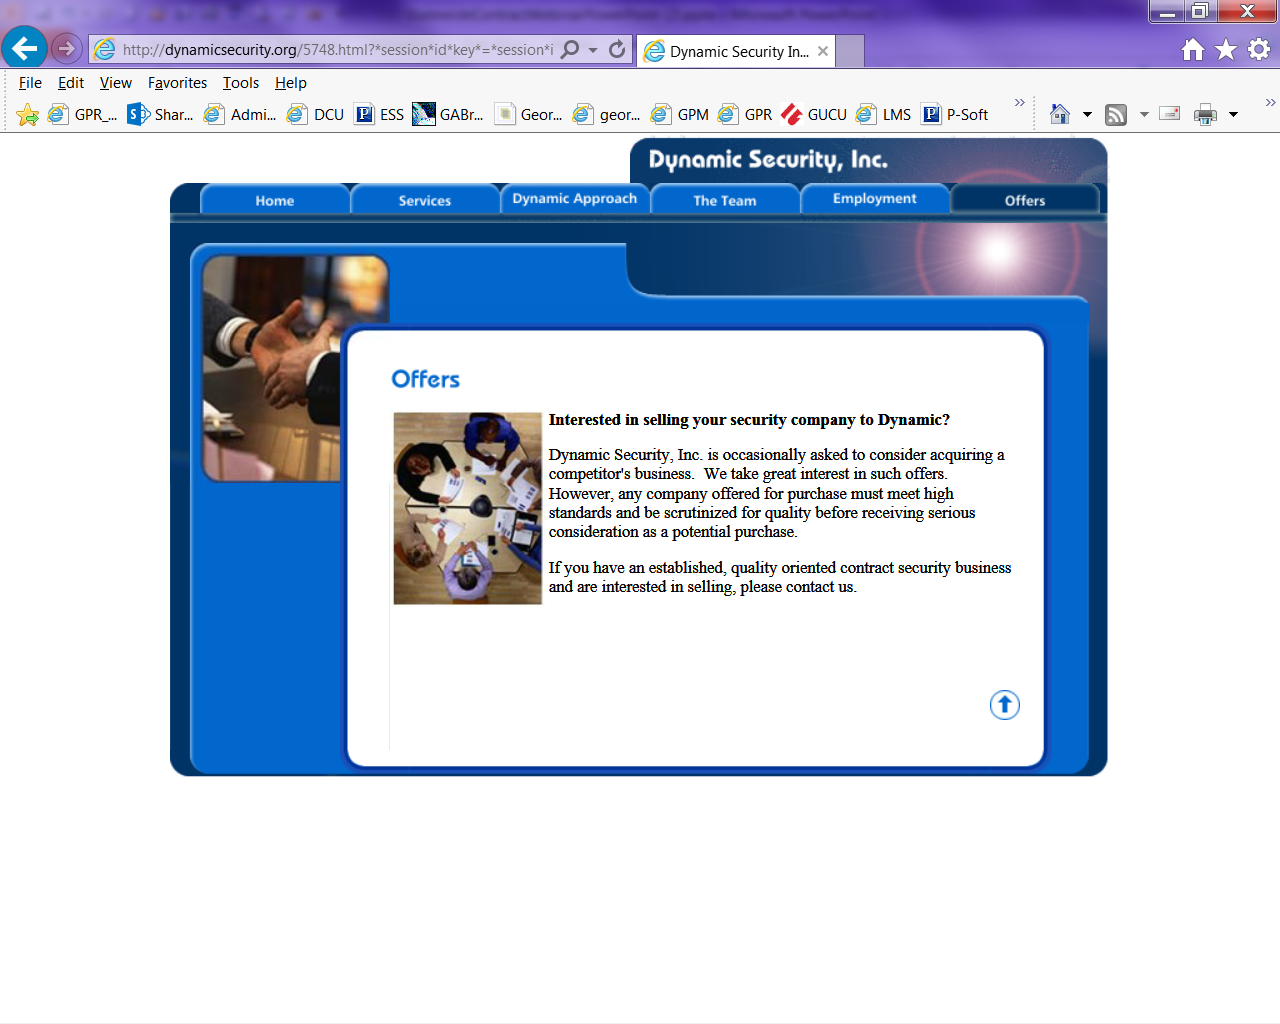 http://dynamicsecurity.org/5748.html?*session*id*key*=*session*i
Dynamic Security In...
File Edit View Favorites Tools Help
GPR_... Shar... Admi... DCU ESS GABr... Geor... geor... GPM GPR GUCU LMS P-Soft
Dynamic Security, Inc.
Home Services Dynamic Approach The Team Employment Offers
Offers
Interested in selling your security company to Dynamic?
Dynamic Security, Inc. is occasionally asked to consider acquiring a
competitor's business.  We take great interest in such offers.
However, any company offered for purchase must meet high
standards and be scrutinized for quality before receiving serious
consideration as a potential purchase.
If you have an established, quality oriented contract security business
and are interested in selling, please contact us.